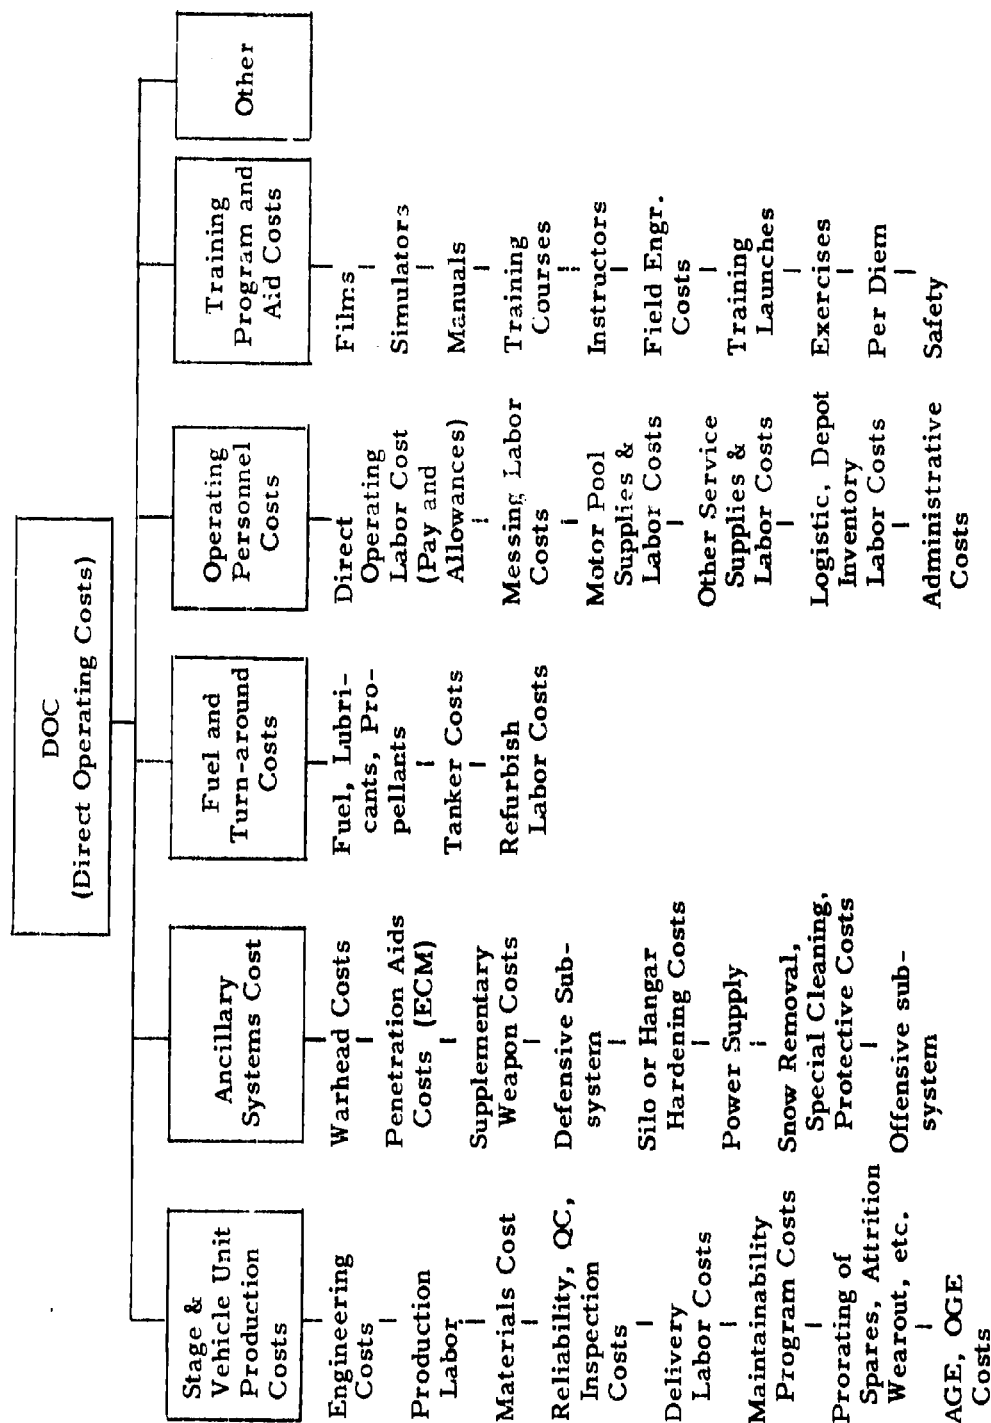 DOC
(Direct Operating Costs)
Stage &
Vehicle Unit
Production
Costs
Engineering
Costs
Production
Labor
Materials Cost
Reliability, QC,
Inspection
Costs
Delivery
Labor Costs
Maintainability
Program Costs
Prorating of
Spares, Attrition
Wearout, etc.
AGE, OGE
Costs
Ancillary
Systems Cost
Warhead Costs
Penetration Aids
Costs (ECM)
Supplementary
Weapon Costs
Defensive Sub-
system
Silo or Hangar
Hardening Costs
Power Supply
Snow Removal,
Special Cleaning,
Protective Costs
Offensive sub-
system
Fuel and
Turn-around
Costs
Fuel, Lubri-
cants, Pro-
pellants
Tanker Costs
Refurbish
Labor Costs
Operating
Personnel
Costs
Direct
Operating
Labor Cost
(Pay and
Allowances)
Messing Labor
Costs
Motor Pool
Supplies &
Labor Costs
Other Service
Supplies &
Labor Costs
Logistic, Depot
Inventory
Labor Costs
Administrative
Costs
Training
Program and
Aid Costs
Films
Simulators
Manuals
Training
Courses
Instructors
Field Engr.
Costs
Training
Launches
Exercises
Per Diem
Safety
Other